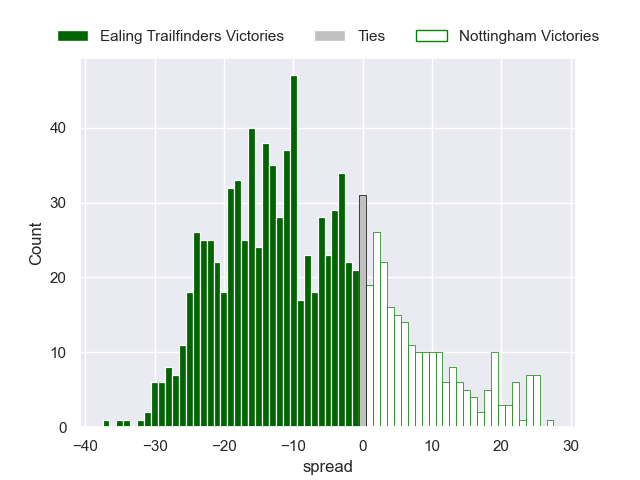 Ealing Trailfinders Victories
Ties
Nottingham Victories
Count
40
30
20
10
0
−40
−30
−20
−10
0
10
20
30
spread